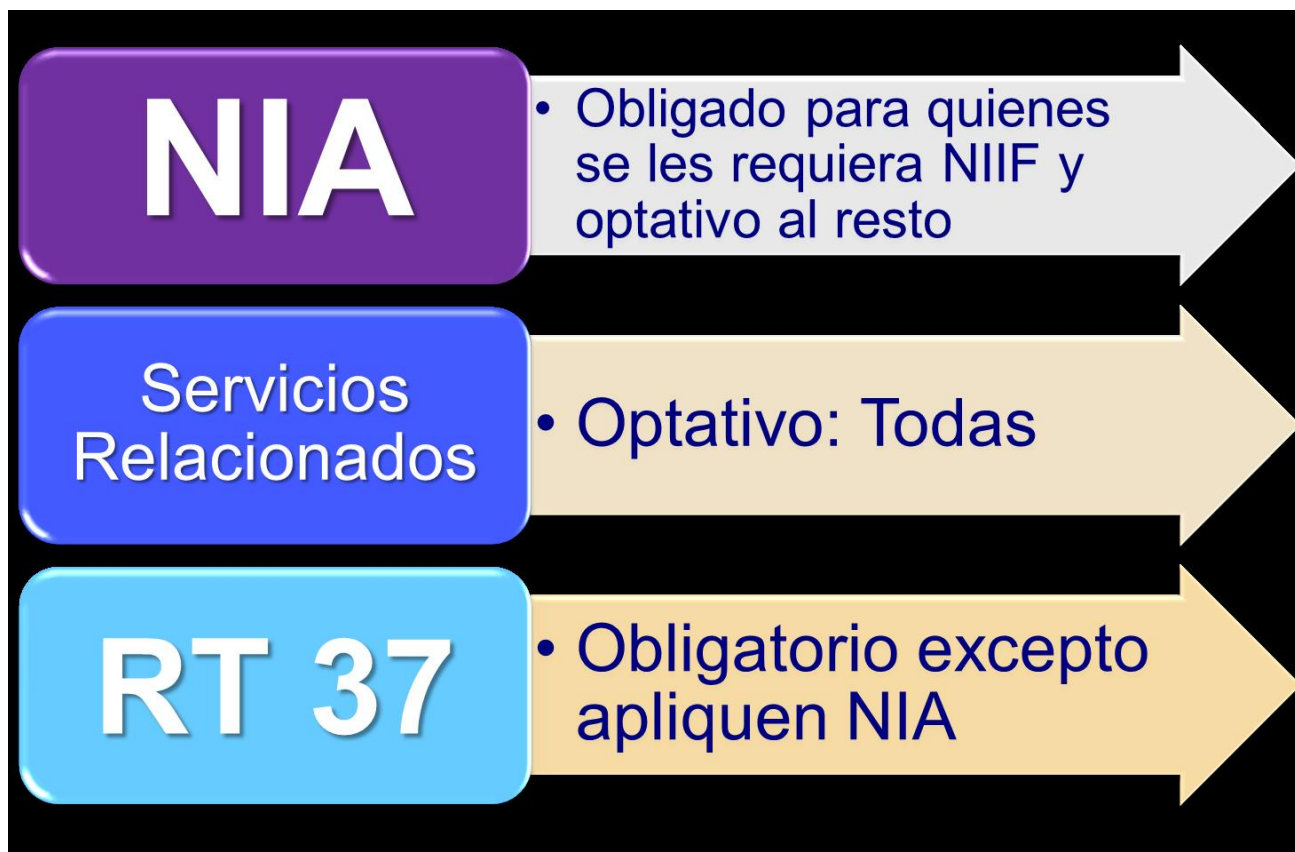 NIA
• Obligado para quienes
se les requiera NIIF y
optativo al resto
Servicios
Relacionados
• Optativo: Todas
RT 37
• Obligatorio excepto
apliquen NIA